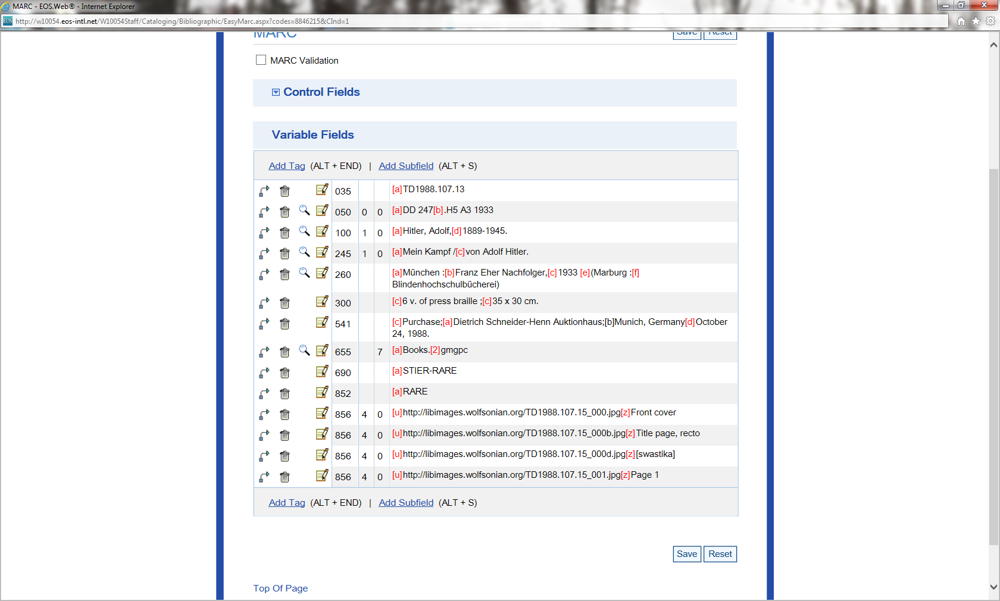 MARC - EOS.Web® - Internet Explorer
EOS http://w10054.eos-intl.net/W10054Staff/Cataloging/Bibliographic/EasyMarc.aspx?codes=8846215&CInd=1
MARC Save Reset
MARC Validation
Control Fields
Variable Fields
Add Tag (ALT + END) | Add Subfield (ALT + S)
035 [a]TD1988.107.13
050 0 0 [a]DD 247[b].H5 A3 1933
100 1 0 [a]Hitler, Adolf,[d]1889-1945.
245 1 0 [a]Mein Kampf /[c]von Adolf Hitler.
260 [a]München :[b]Franz Eher Nachfolger,[c]1933 [e](Marburg :[f]
Blindenhochschulbücherei)
300 [c]6 v. of press braille ;[c]35 x 30 cm.
541 [c]Purchase;[a]Dietrich Schneider-Henn Auktionhaus;[b]Munich, Germany[d]October
24, 1988.
655 7 [a]Books.[2]gmgpc
690 [a]STIER-RARE
852 [a]RARE
856 4 0 [u]http://libimages.wolfsonian.org/TD1988.107.15_000.jpg[z]Front cover
856 4 0 [u]http://libimages.wolfsonian.org/TD1988.107.15_000b.jpg[z]Title page, recto
856 4 0 [u]http://libimages.wolfsonian.org/TD1988.107.15_000d.jpg[z][swastika]
856 4 0 [u]http://libimages.wolfsonian.org/TD1988.107.15_001.jpg[z]Page 1
Add Tag (ALT + END) | Add Subfield (ALT + S)
Save Reset
Top Of Page